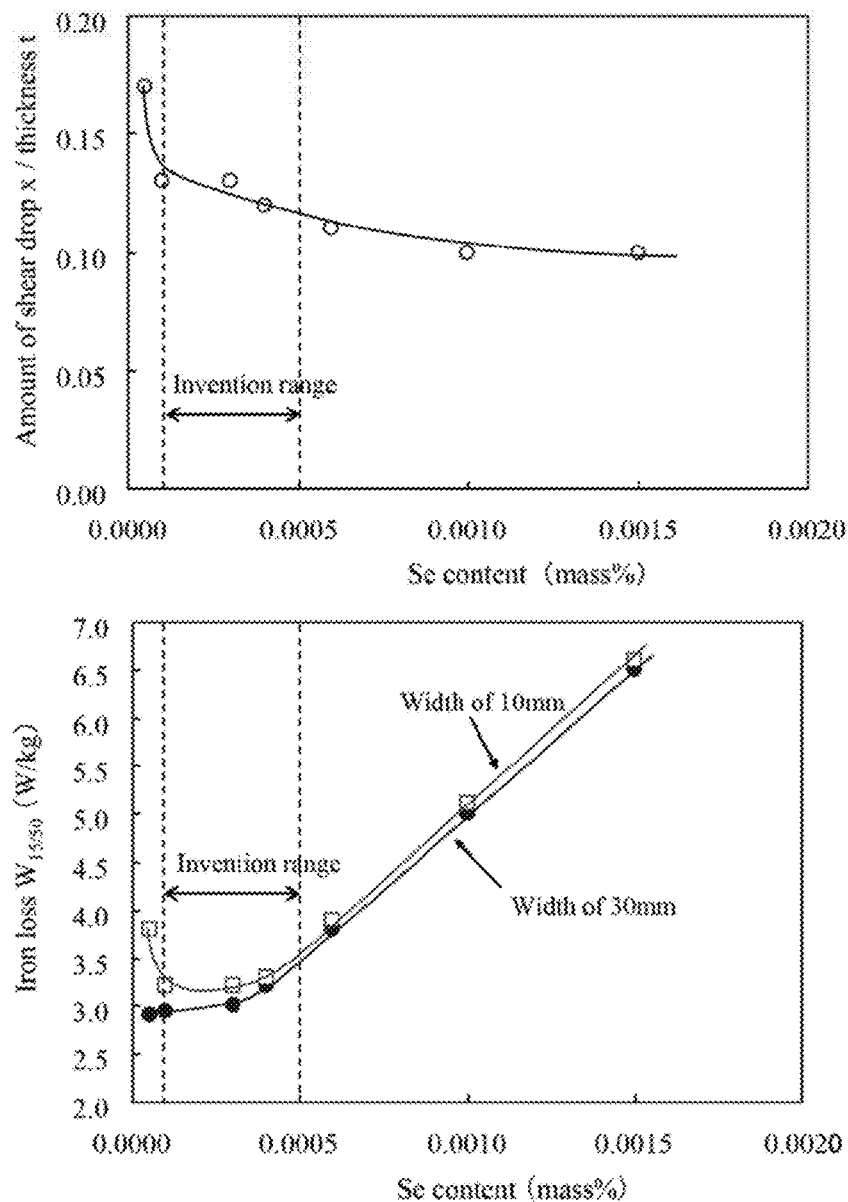 0.20
0.15
0.10
0.05
0.00
Amount of shear drop x / thickness t
Invention range
0.0000 0.0005 0.0010 0.0015 0.0020
Se content (mass%)
7.0
6.5
6.0
5.5
5.0
4.5
4.0
3.5
3.0
2.5
2.0
Iron loss W15/50 (W/kg)
Width of 10mm
Invention range
Width of 30mm
0.0000 0.0005 0.0010 0.0015 0.0020
Se content (mass%)